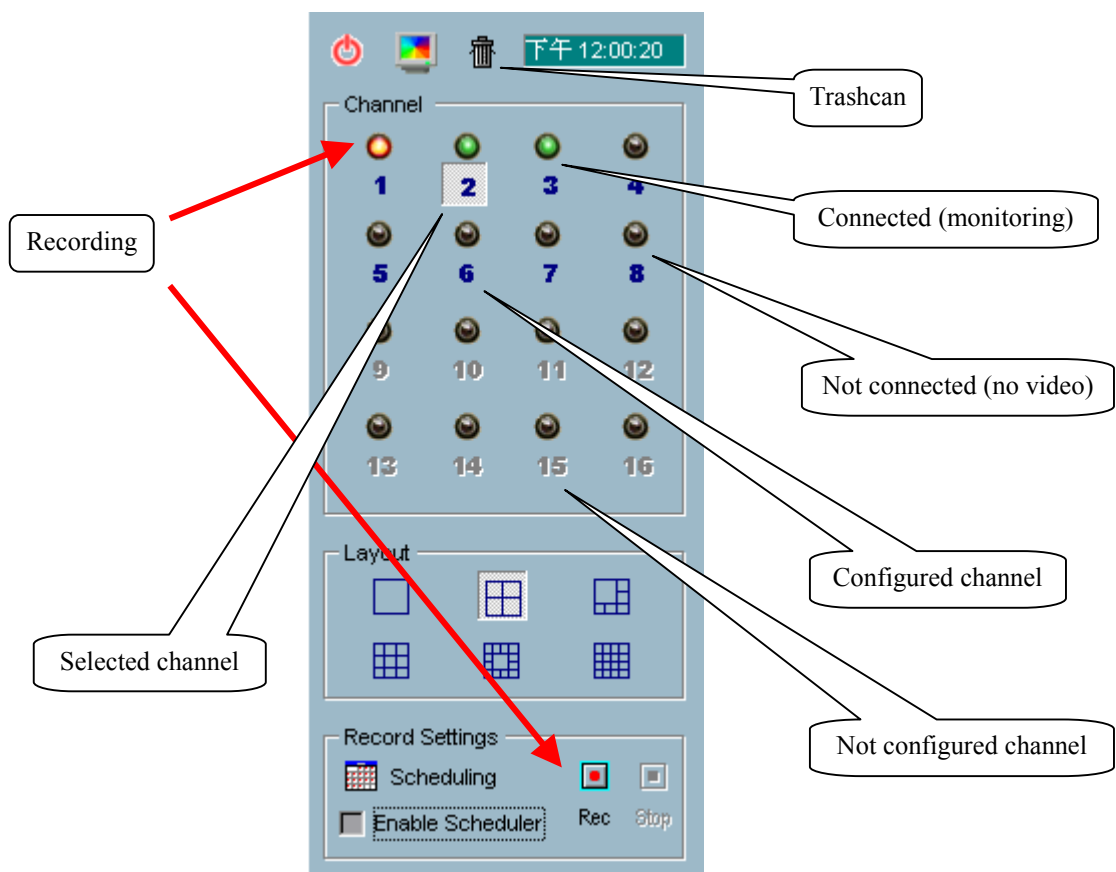 下午 12:00:20
Trashcan
Channel
1 2 3 4
Connected (monitoring)
Recording
5 6 7 8
9 10 11 12
Not connected (no video)
13 14 15 16
Layout
Configured channel
Selected channel
Not configured channel
Record Settings
Scheduling
Enable Scheduler
Rec Stop